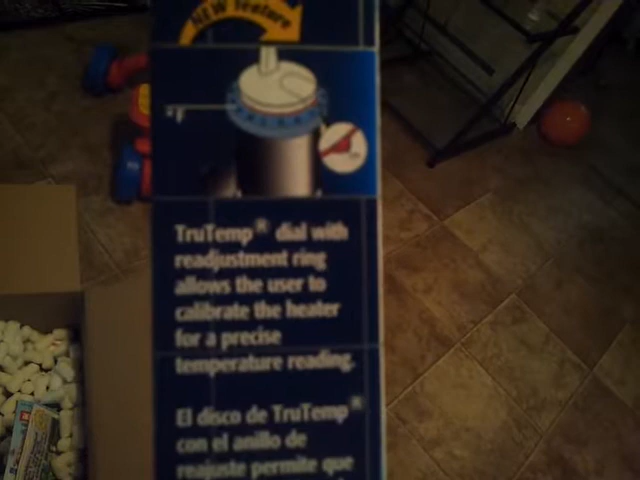 NEW Feature
°F
TruTemp® dial with
readjustment ring
allows the user to
calibrate the heater
for a precise
temperature reading.
El disco de TruTemp®
con el anillo de
reajuste permite que